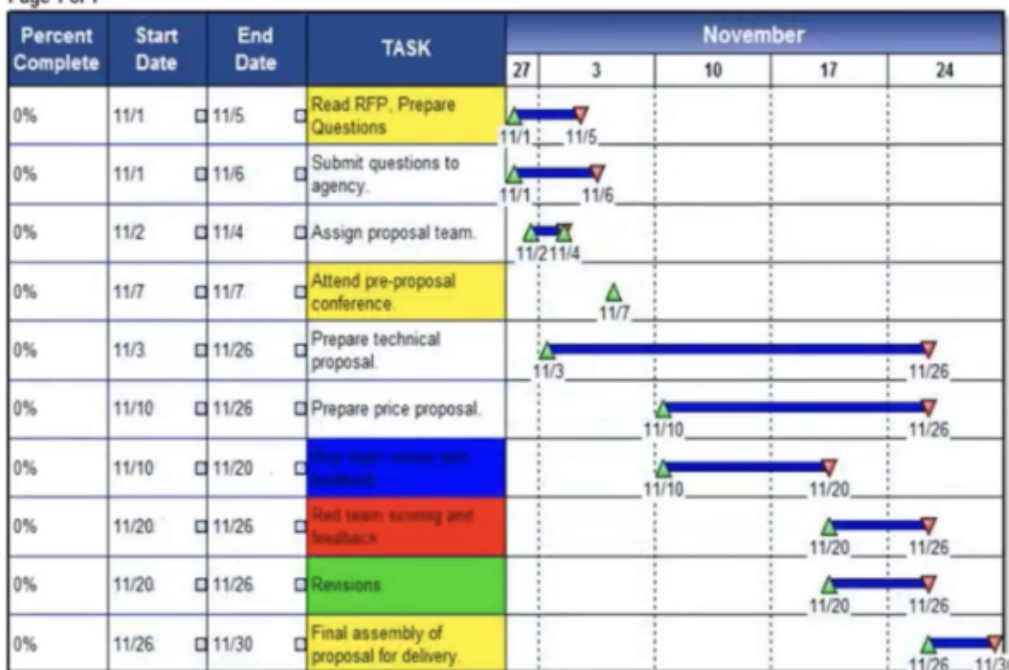 Percent Complete
Start Date
End Date
TASK
November
27 3 10 17 24
0% 11/1 11/5 Read RFP, Prepare Questions
11/1 11/5
0% 11/1 11/6 Submit questions to agency.
11/1 11/6
0% 11/2 11/4 Assign proposal team.
11/2 11/4
0% 11/7 11/7 Attend pre-proposal conference.
11/7
0% 11/3 11/26 Prepare technical proposal.
11/3 11/26
0% 11/10 11/26 Prepare price proposal.
11/10 11/26
0% 11/10 11/20 team review and feedback
11/10 11/20
0% 11/20 11/26 Red team scoring and feedback
11/20 11/26
0% 11/20 11/26 Revisions
11/20 11/26
0% 11/26 11/30 Final assembly of proposal for delivery.
11/26 11/30